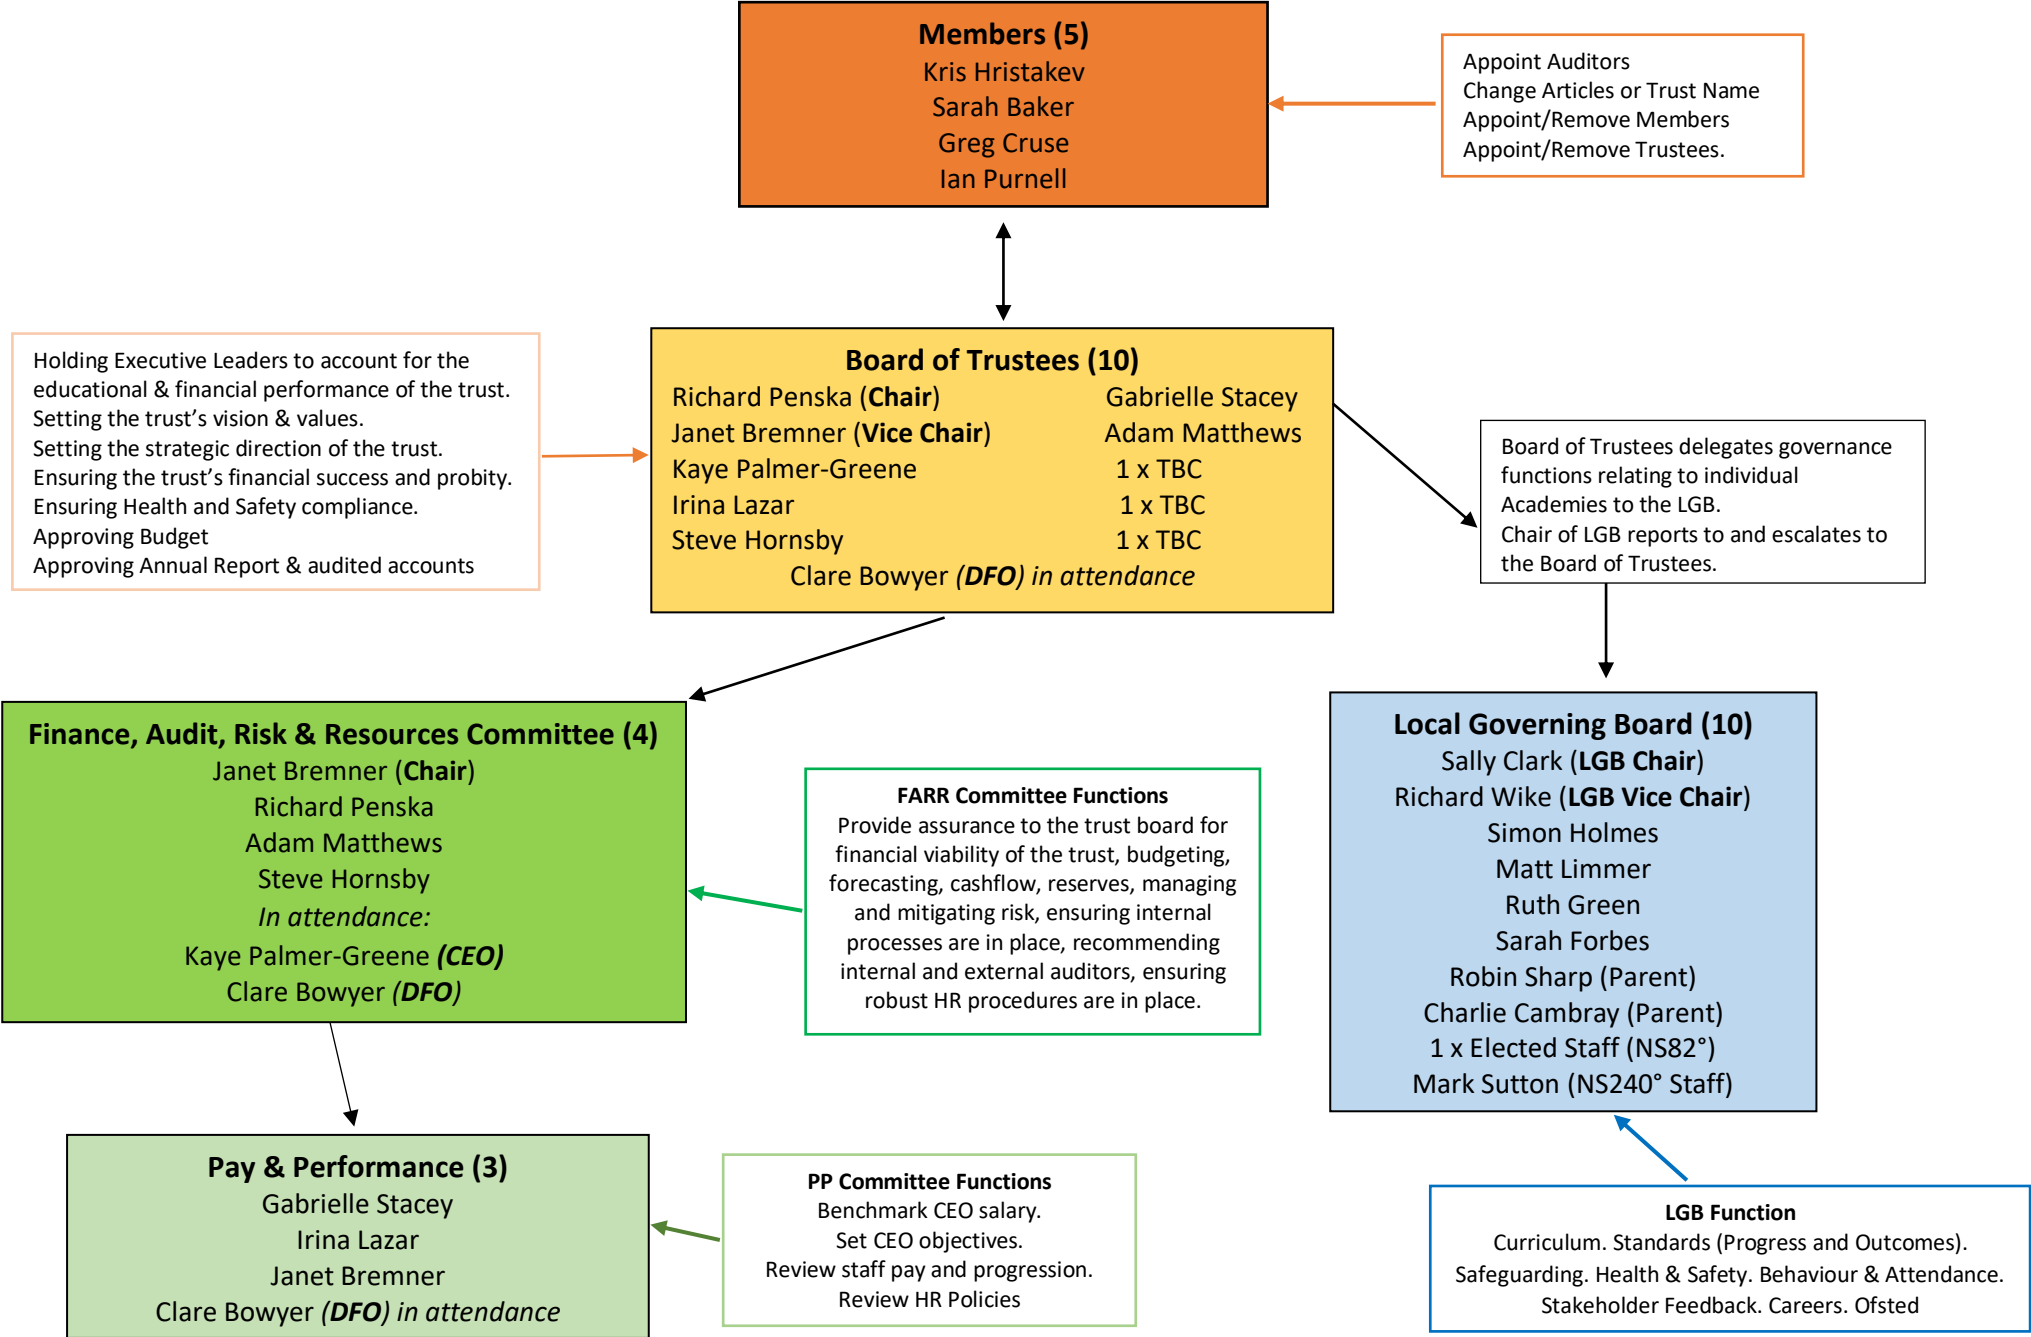 Members (5)
Kris Hristakev
Sarah Baker
Greg Cruse
Ian Purnell
Appoint Auditors
Change Articles or Trust Name
Appoint/Remove Members
Appoint/Remove Trustees.
Holding Executive Leaders to account for the
educational & financial performance of the trust.
Setting the trust’s vision & values.
Setting the strategic direction of the trust.
Ensuring the trust’s financial success and probity.
Ensuring Health and Safety compliance.
Approving Budget
Approving Annual Report & audited accounts
Board of Trustees (10)
Richard Penska (Chair) Gabrielle Stacey
Janet Bremner (Vice Chair) Adam Matthews
Kaye Palmer-Greene 1 x TBC
Irina Lazar 1 x TBC
Steve Hornsby 1 x TBC
Clare Bowyer (DFO) in attendance
Board of Trustees delegates governance
functions relating to individual
Academies to the LGB.
Chair of LGB reports to and escalates to
the Board of Trustees.
Finance, Audit, Risk & Resources Committee (4)
Janet Bremner (Chair)
Richard Penska
Adam Matthews
Steve Hornsby
In attendance:
Kaye Palmer-Greene (CEO)
Clare Bowyer (DFO)
FARR Committee Functions
Provide assurance to the trust board for
financial viability of the trust, budgeting,
forecasting, cashflow, reserves, managing
and mitigating risk, ensuring internal
processes are in place, recommending
internal and external auditors, ensuring
robust HR procedures are in place.
Local Governing Board (10)
Sally Clark (LGB Chair)
Richard Wike (LGB Vice Chair)
Simon Holmes
Matt Limmer
Ruth Green
Sarah Forbes
Robin Sharp (Parent)
Charlie Cambray (Parent)
1 x Elected Staff (NS82°)
Mark Sutton (NS240° Staff)
Pay & Performance (3)
Gabrielle Stacey
Irina Lazar
Janet Bremner
Clare Bowyer (DFO) in attendance
PP Committee Functions
Benchmark CEO salary.
Set CEO objectives.
Review staff pay and progression.
Review HR Policies
LGB Function
Curriculum. Standards (Progress and Outcomes).
Safeguarding. Health & Safety. Behaviour & Attendance.
Stakeholder Feedback. Careers. Ofsted